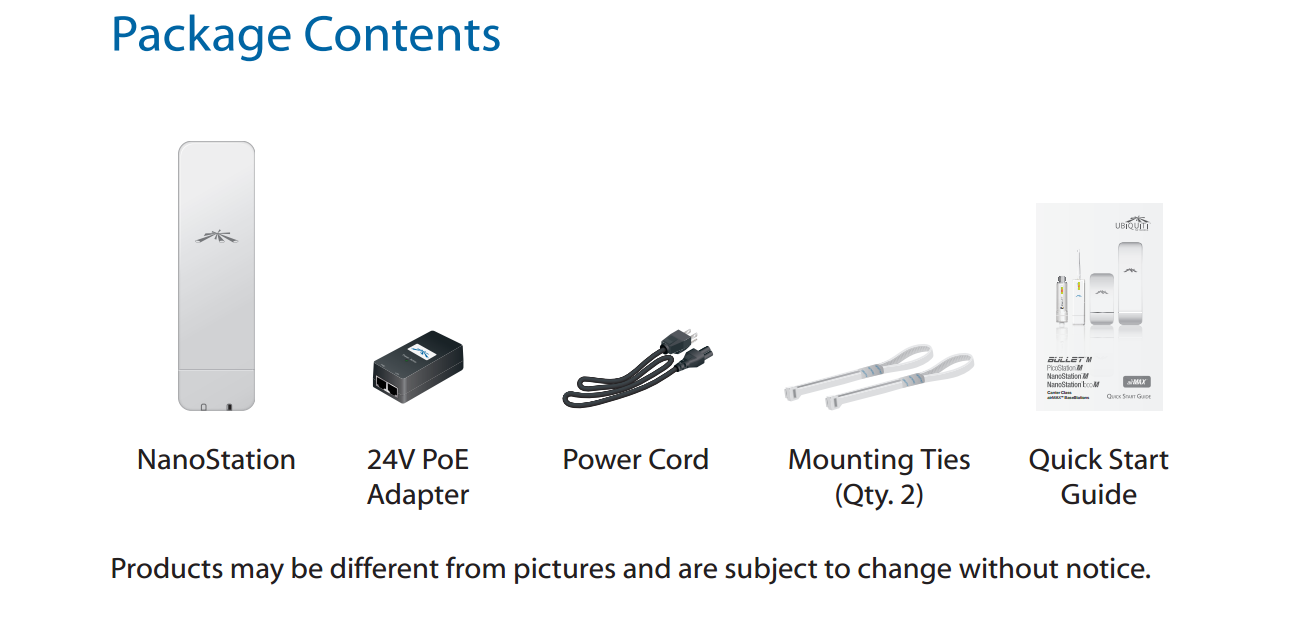 Package Contents
UBIQUITI
BULLET M
PicoStation M
NanoStation M
NanoStation loco M
Carrier Class
airMAX™ BaseStations
airMAX
Quick Start Guide
NanoStation
24V PoE
Adapter
Power Cord
Mounting Ties
(Qty. 2)
Quick Start
Guide
Products may be different from pictures and are subject to change without notice.